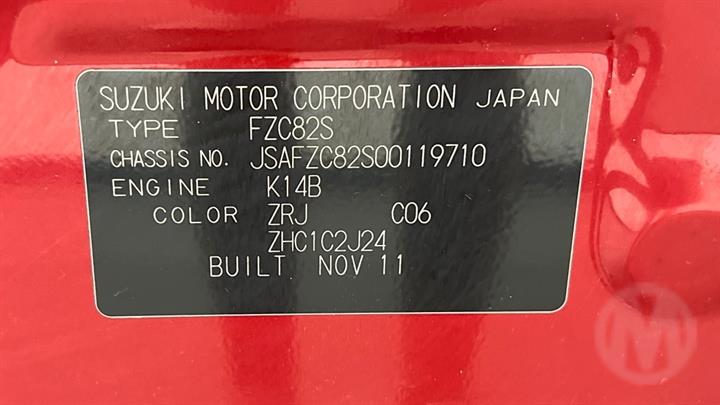 SUZUKI MOTOR CORPORATION JAPAN
TYPE FZC82S
CHASSIS NO. JSAFZC82S00119710
ENGINE K14B
COLOR ZRJ C06
ZHC1C2J24
BUILT NOV 11
M